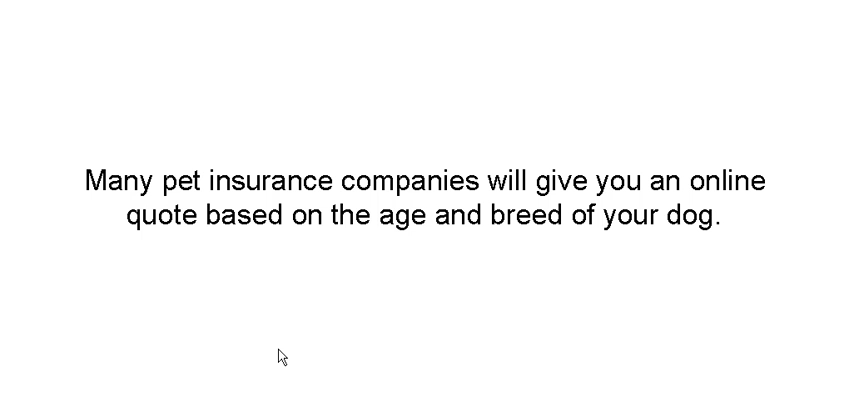 Many pet insurance companies will give you an online
quote based on the age and breed of your dog.